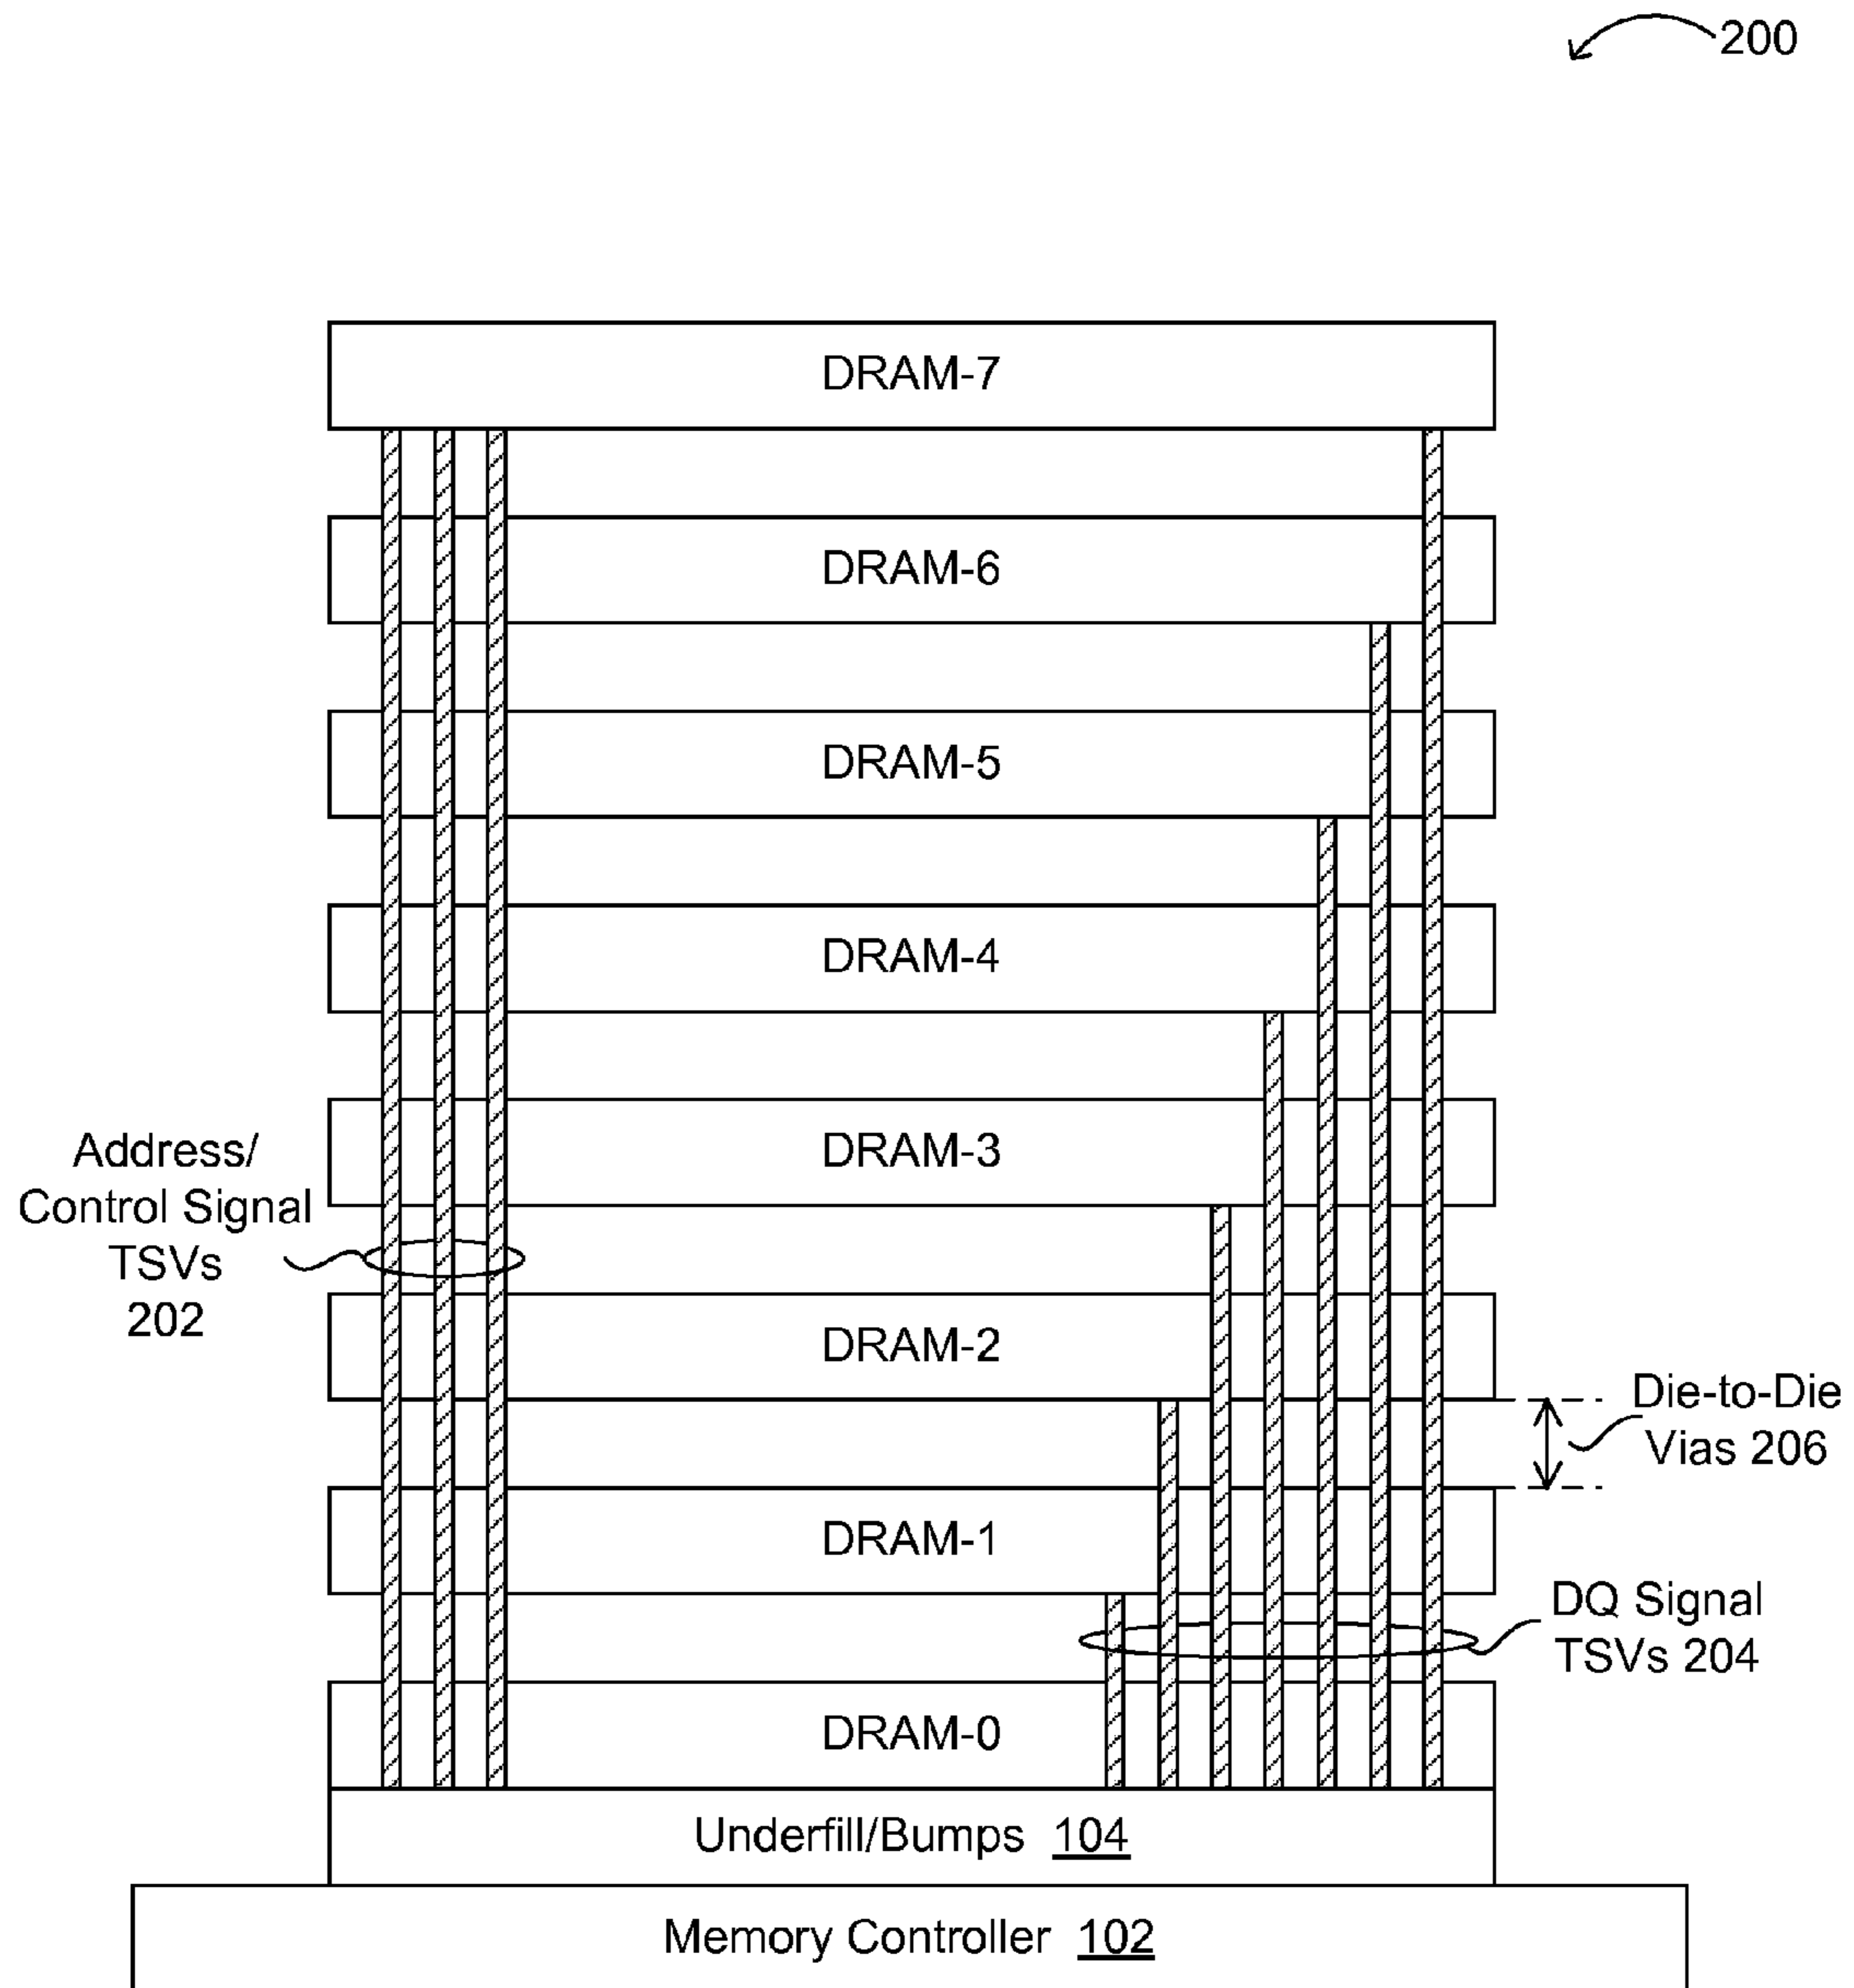 200
DRAM-7
DRAM-6
DRAM-5
DRAM-4
DRAM-3
Address/
Control Signal
TSVs
202
DRAM-2
Die-to-Die
Vias 206
DRAM-1
DQ Signal
TSVs 204
DRAM-0
Underfill/Bumps 104
Memory Controller 102